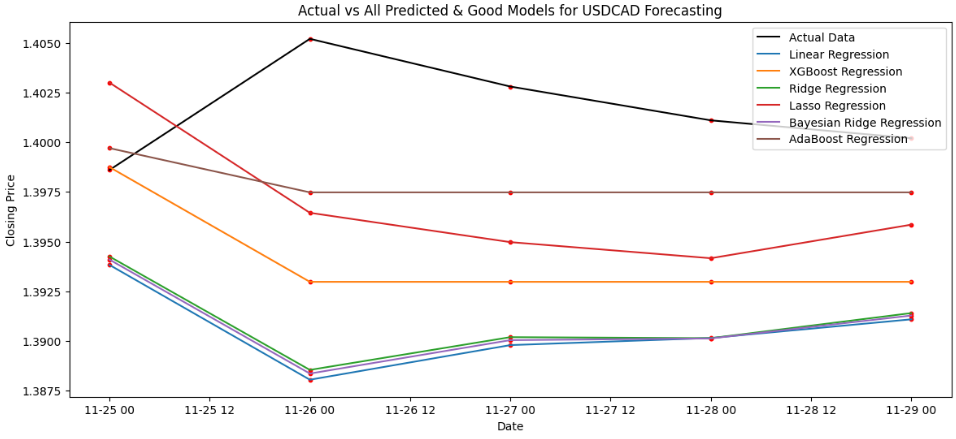 Actual vs All Predicted & Good Models for USDCAD Forecasting
1.4050
1.4025
1.4000
1.3975
1.3950
1.3925
1.3900
1.3875
Closing Price
Actual Data
Linear Regression
XGBoost Regression
Ridge Regression
Lasso Regression
Bayesian Ridge Regression
AdaBoost Regression
11-25 00 11-25 12 11-26 00 11-26 12 11-27 00 11-27 12 11-28 00 11-28 12 11-29 00
Date